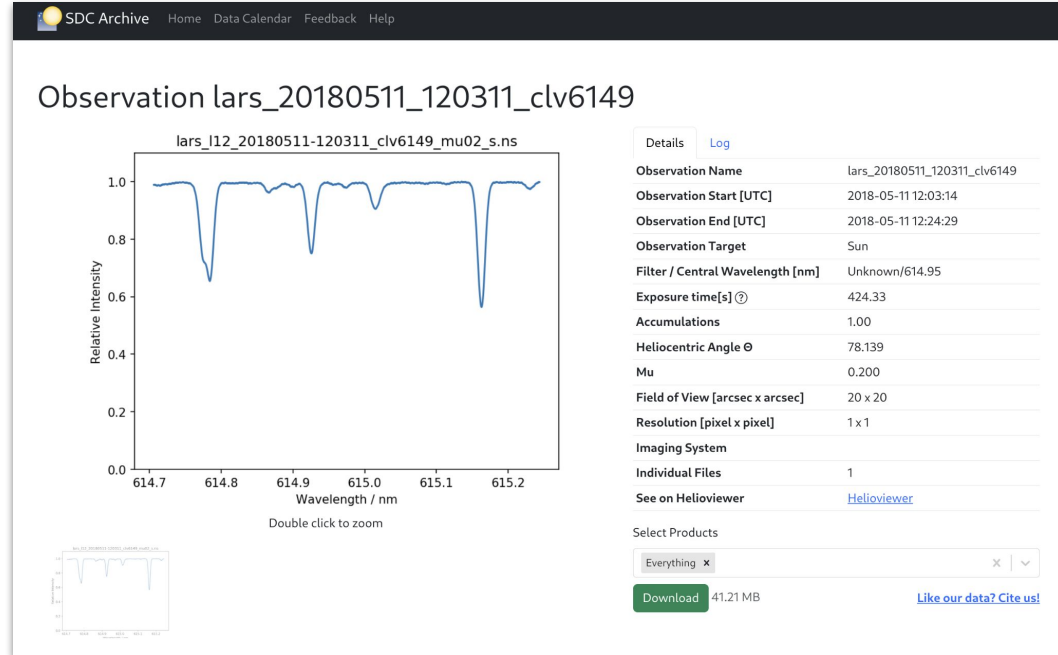 SDC Archive Home Data Calendar Feedback Help
Observation lars_20180511_120311_clv6149
lars_l12_20180511-120311_clv6149_mu02_s.ns
1.0
0.8
0.6
0.4
0.2
0.0
Relative Intensity
614.7 614.8 614.9 615.0 615.1 615.2
Wavelength / nm
Double click to zoom
Details Log
Observation Name lars_20180511_120311_clv6149
Observation Start [UTC] 2018-05-11 12:03:14
Observation End [UTC] 2018-05-11 12:24:29
Observation Target Sun
Filter / Central Wavelength [nm] Unknown/614.95
Exposure time[s] ? 424.33
Accumulations 1.00
Heliocentric Angle Θ 78.139
Mu 0.200
Field of View [arcsec x arcsec] 20 x 20
Resolution [pixel x pixel] 1 x 1
Imaging System
Individual Files 1
See on Helioviewer Helioviewer
Select Products
Everything ×
Download 41.21 MB Like our data? Cite us!